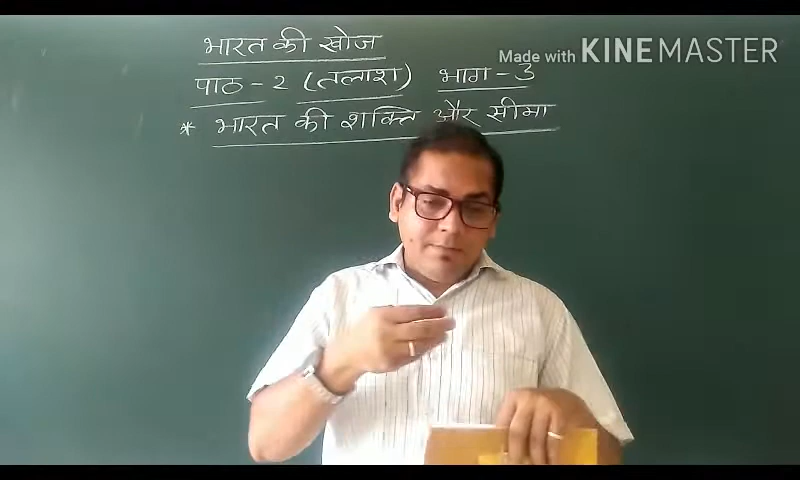 भारत की खोज
Made with KINEMASTER
पाठ - 2 (तलाश) भाग - 3
* भारत की शक्ति और सीमा